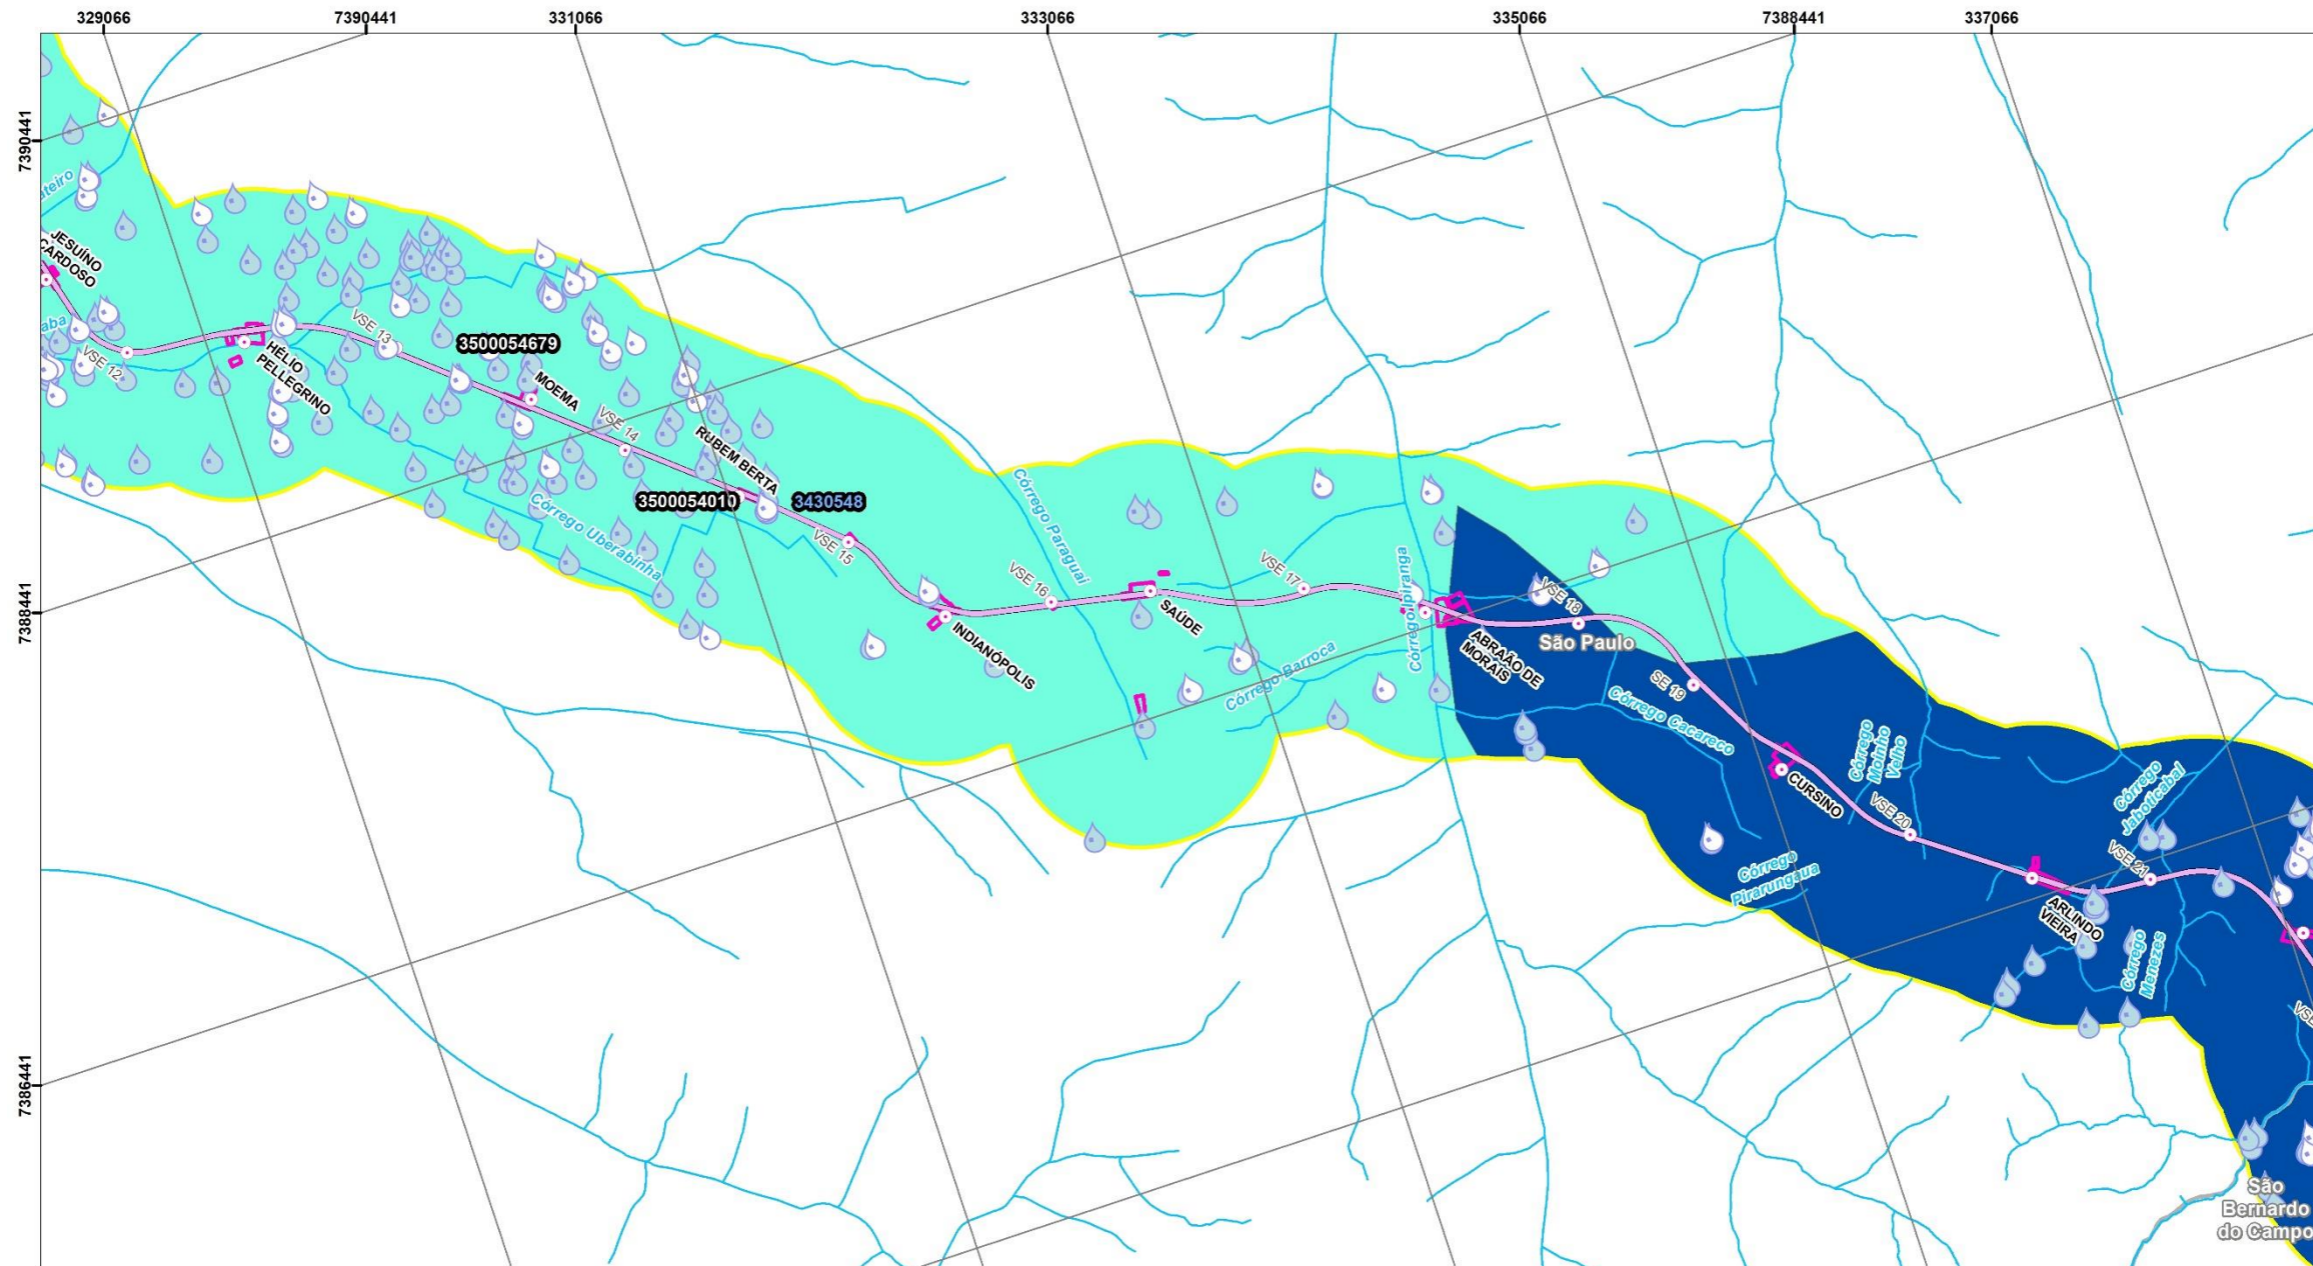 329066
7390441
331066
333066
335066
7388441
337066
7390441
7388441
7386441
ateiro
JESUÍNO
CARDOSO
aba
VSE 12
HÉLIO
PELLEGRINO
VSE 13
3500054679
MOEMA
VSE 14
RUBEM BERTA
3500054010
3430548
Córrego Uberabinha
VSE 15
INDIANÓPOLIS
Córrego Paraguai
VSE 16
SAÚDE
VSE 17
Córrego Ipiranga
Córrego Barroca
ABRAÃO DE
MORAIS
VSE 18
São Paulo
SE 19
Córrego Cacareco
CURSINO
Córrego
Moinho
Velho
VSE 20
Córrego
Pirarungaua
Córrego
Jaboticabal
VSE 21
ARLINDO
VIEIRA
Córrego
Menezes
VSE
São
Bernardo
do Campo